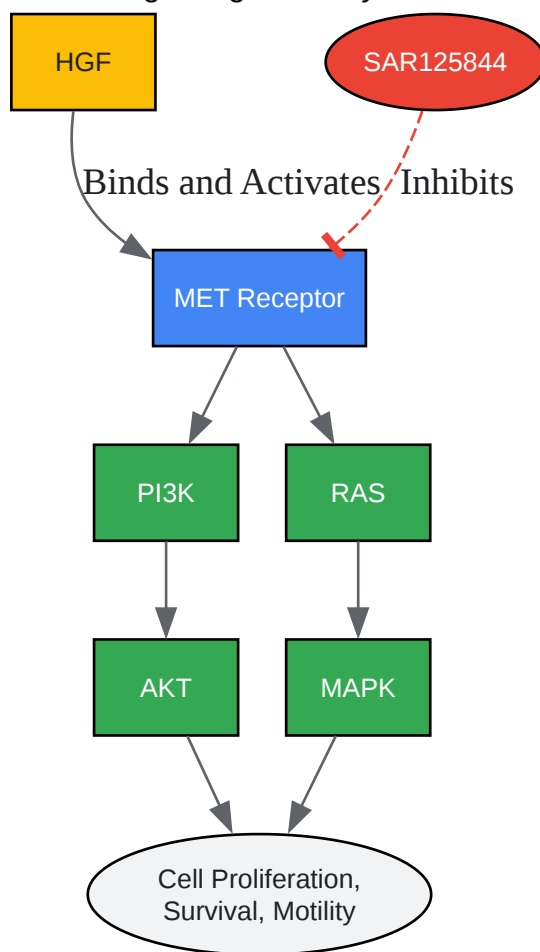 HGF
SAR125844
Binds and Activates
Inhibits
MET Receptor
PI3K
RAS
AKT
MAPK
Cell Proliferation,
Survival, Motility